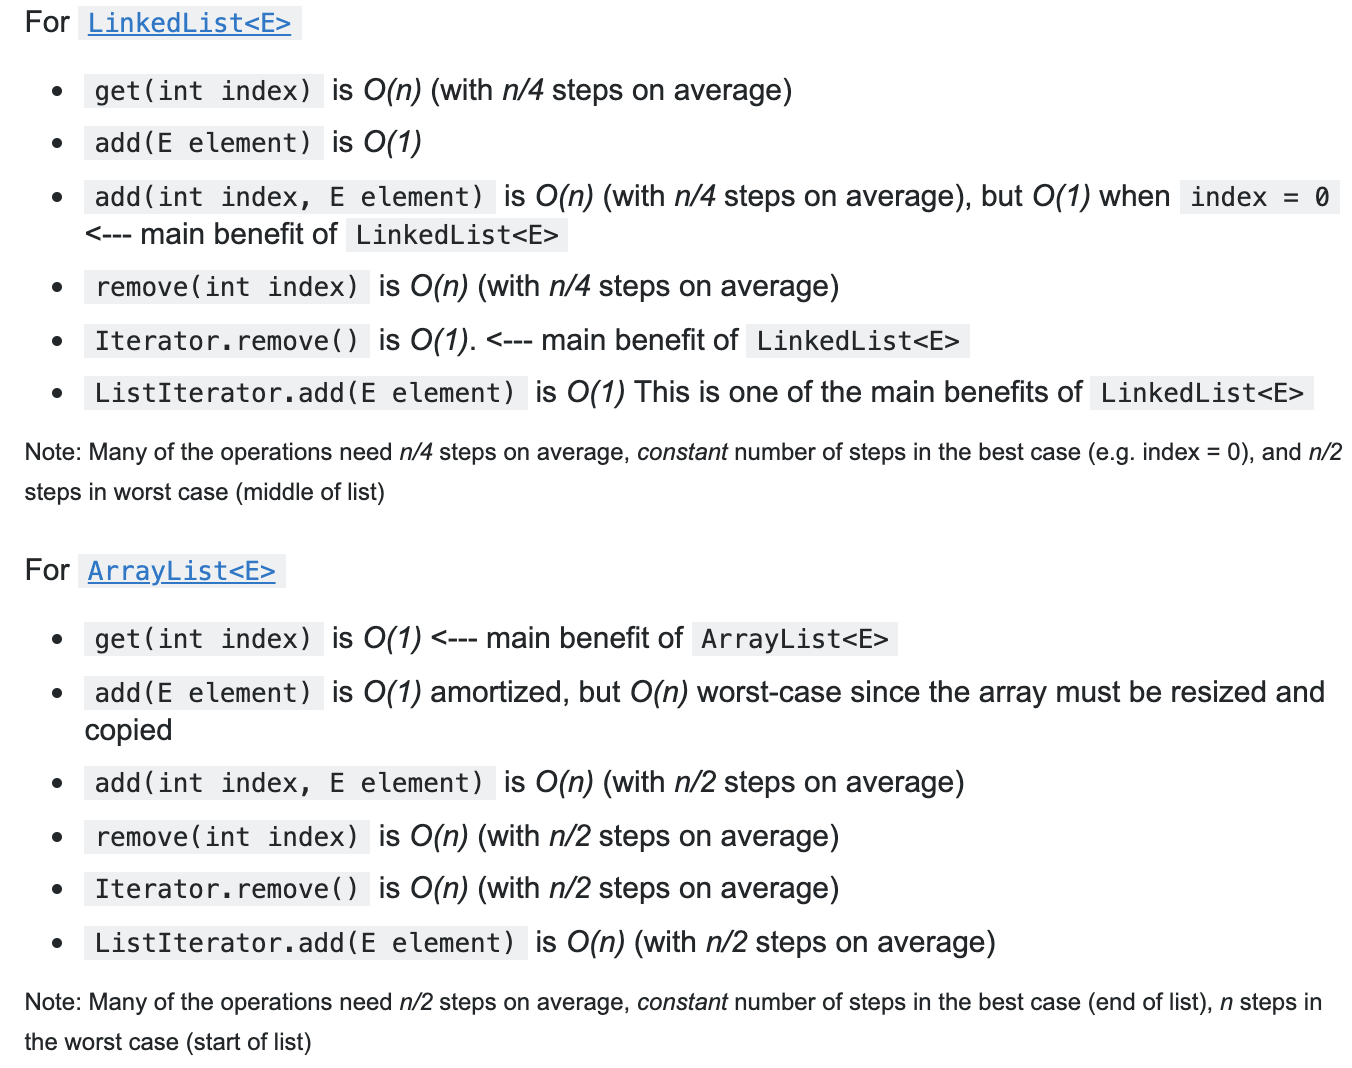 For LinkedList<E>
• get(int index) is O(n) (with n/4 steps on average)
• add(E element) is O(1)
• add(int index, E element) is O(n) (with n/4 steps on average), but O(1) when index = 0
<--- main benefit of LinkedList<E>
• remove(int index) is O(n) (with n/4 steps on average)
• Iterator.remove() is O(1). <--- main benefit of LinkedList<E>
• ListIterator.add(E element) is O(1) This is one of the main benefits of LinkedList<E>
Note: Many of the operations need n/4 steps on average, constant number of steps in the best case (e.g. index = 0), and n/2
steps in worst case (middle of list)
For ArrayList<E>
• get(int index) is O(1) <--- main benefit of ArrayList<E>
• add(E element) is O(1) amortized, but O(n) worst-case since the array must be resized and
copied
• add(int index, E element) is O(n) (with n/2 steps on average)
• remove(int index) is O(n) (with n/2 steps on average)
• Iterator.remove() is O(n) (with n/2 steps on average)
• ListIterator.add(E element) is O(n) (with n/2 steps on average)
Note: Many of the operations need n/2 steps on average, constant number of steps in the best case (end of list), n steps in
the worst case (start of list)